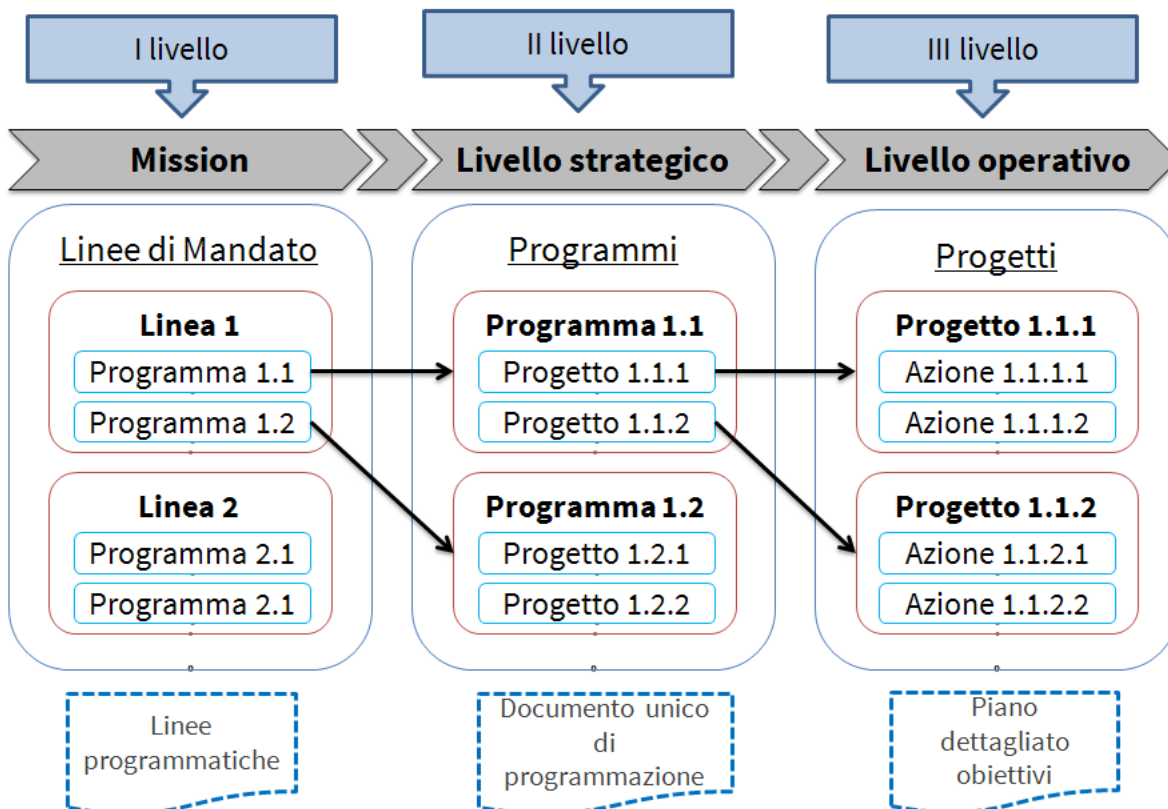 I livello
II livello
III livello
Mission
Livello strategico
Livello operativo
Linee di Mandato
Linea 1
Programma 1.1
Programma 1.2
Linea 2
Programma 2.1
Programma 2.1
Programmi
Programma 1.1
Progetto 1.1.1
Progetto 1.1.2
Programma 1.2
Progetto 1.2.1
Progetto 1.2.2
Progetti
Progetto 1.1.1
Azione 1.1.1.1
Azione 1.1.1.2
Progetto 1.1.2
Azione 1.1.2.1
Azione 1.1.2.2
Linee
programmatiche
Documento unico
di
programmazione
Piano
dettagliato
obiettivi